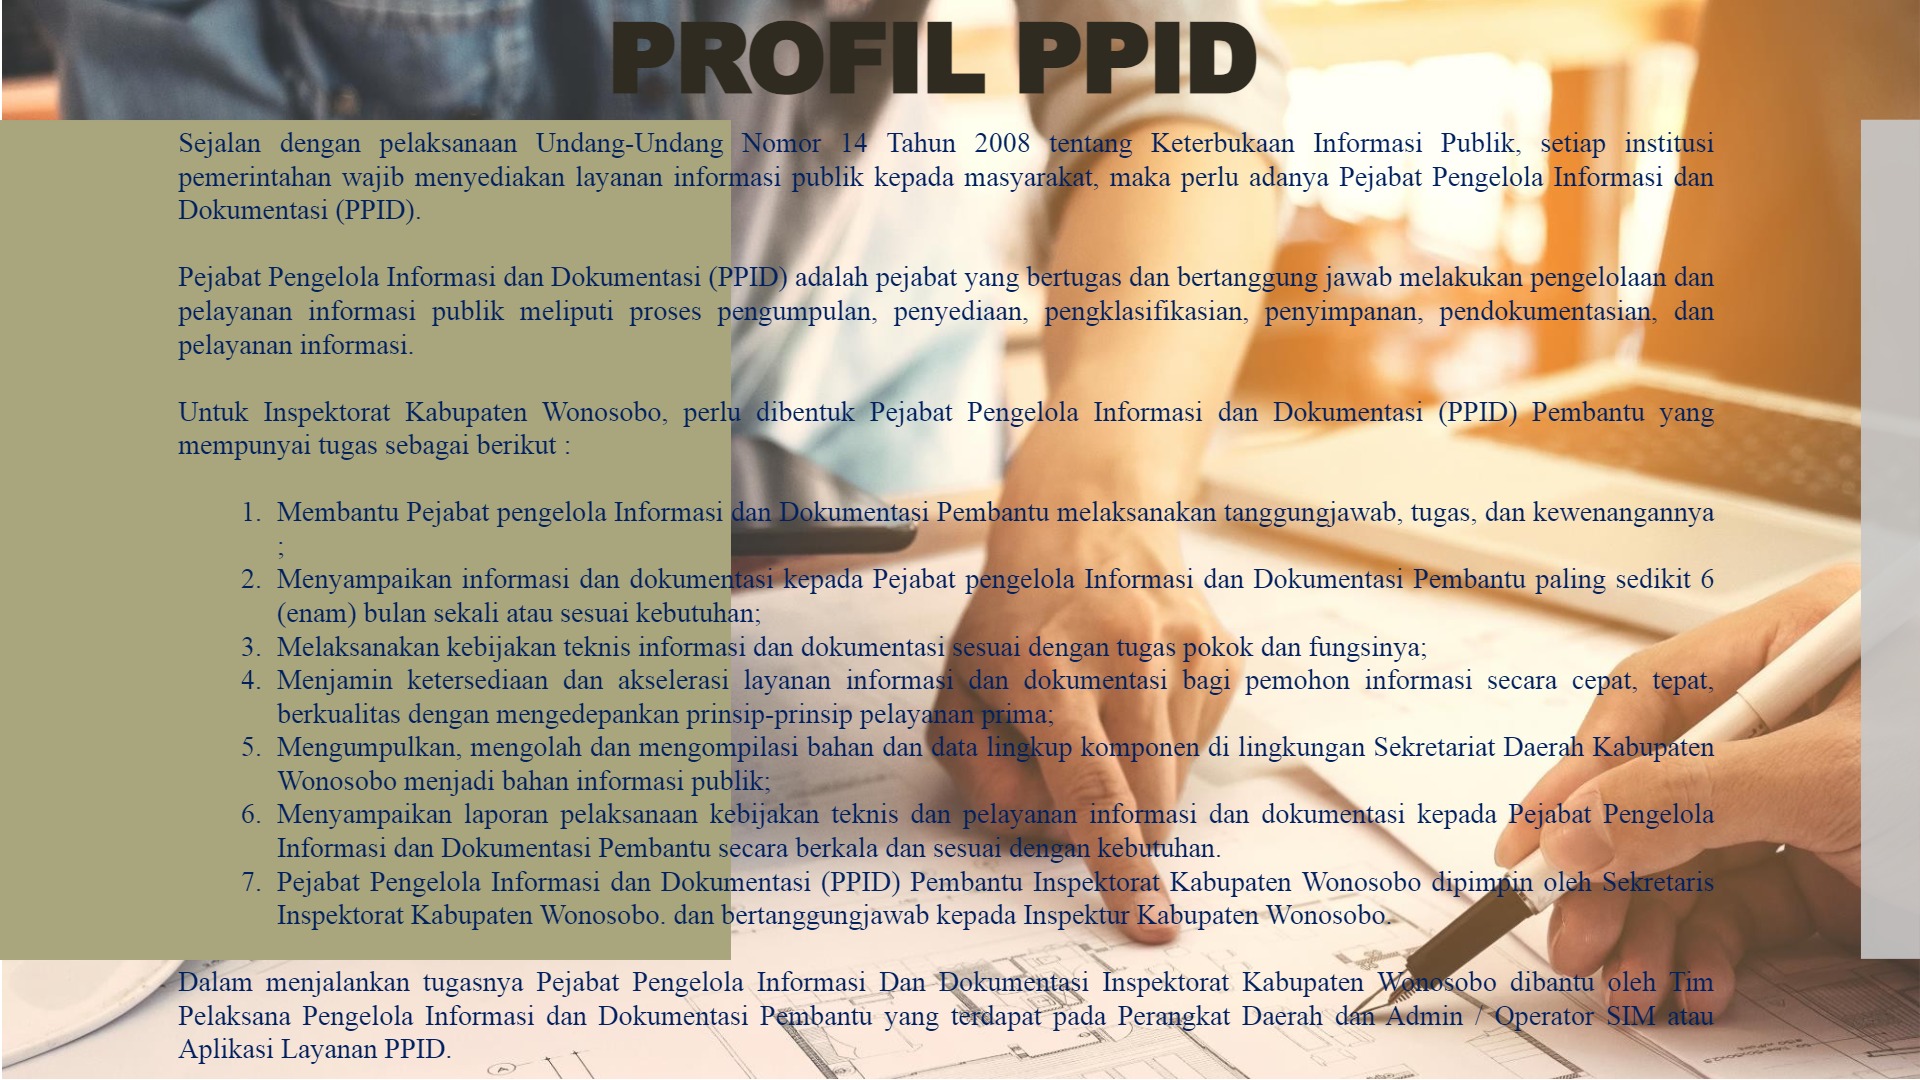 PROFIL PPID
Sejalan dengan pelaksanaan Undang-Undang Nomor 14 Tahun 2008 tentang Keterbukaan Informasi Publik, setiap institusi
pemerintahan wajib menyediakan layanan informasi publik kepada masyarakat, maka perlu adanya Pejabat Pengelola Informasi dan
Dokumentasi (PPID).
Pejabat Pengelola Informasi dan Dokumentasi (PPID) adalah pejabat yang bertugas dan bertanggung jawab melakukan pengelolaan dan
pelayanan informasi publik meliputi proses pengumpulan, penyediaan, pengklasifikasian, penyimpanan, pendokumentasian, dan
pelayanan informasi.
Untuk Inspektorat Kabupaten Wonosobo, perlu dibentuk Pejabat Pengelola Informasi dan Dokumentasi (PPID) Pembantu yang
mempunyai tugas sebagai berikut :
1. Membantu Pejabat pengelola Informasi dan Dokumentasi Pembantu melaksanakan tanggungjawab, tugas, dan kewenangannya
;
2. Menyampaikan informasi dan dokumentasi kepada Pejabat pengelola Informasi dan Dokumentasi Pembantu paling sedikit 6
(enam) bulan sekali atau sesuai kebutuhan;
3. Melaksanakan kebijakan teknis informasi dan dokumentasi sesuai dengan tugas pokok dan fungsinya;
4. Menjamin ketersediaan dan akselerasi layanan informasi dan dokumentasi bagi pemohon informasi secara cepat, tepat,
berkualitas dengan mengedepankan prinsip-prinsip pelayanan prima;
5. Mengumpulkan, mengolah dan mengompilasi bahan dan data lingkup komponen di lingkungan Sekretariat Daerah Kabupaten
Wonosobo menjadi bahan informasi publik;
6. Menyampaikan laporan pelaksanaan kebijakan teknis dan pelayanan informasi dan dokumentasi kepada Pejabat Pengelola
Informasi dan Dokumentasi Pembantu secara berkala dan sesuai dengan kebutuhan.
7. Pejabat Pengelola Informasi dan Dokumentasi (PPID) Pembantu Inspektorat Kabupaten Wonosobo dipimpin oleh Sekretaris
Inspektorat Kabupaten Wonosobo. dan bertanggungjawab kepada Inspektur Kabupaten Wonosobo.
Dalam menjalankan tugasnya Pejabat Pengelola Informasi Dan Dokumentasi Inspektorat Kabupaten Wonosobo dibantu oleh Tim
Pelaksana Pengelola Informasi dan Dokumentasi Pembantu yang terdapat pada Perangkat Daerah dan Admin / Operator SIM atau
Aplikasi Layanan PPID.